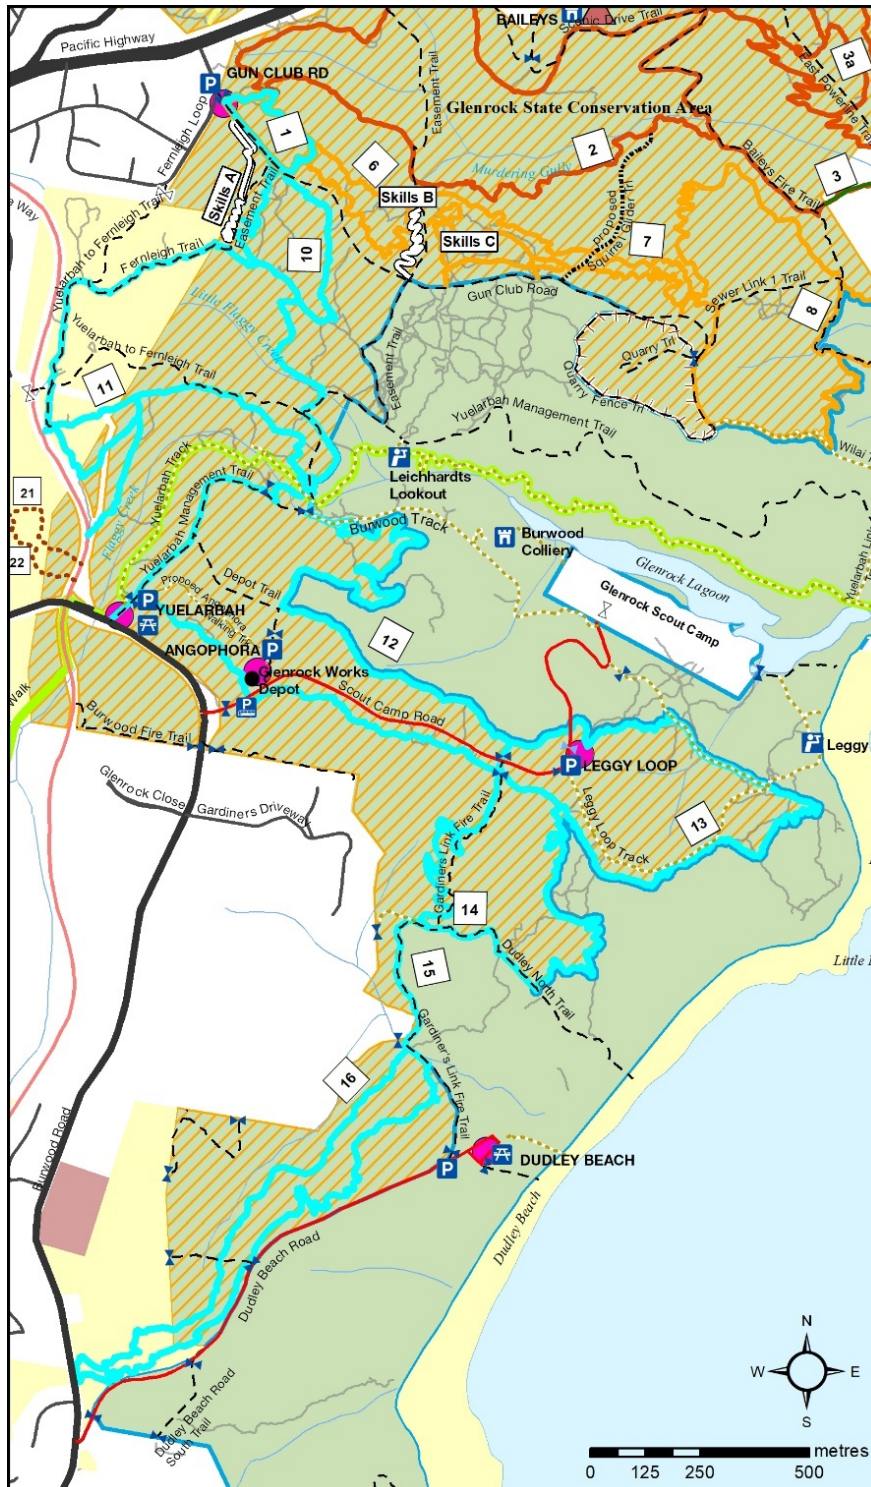 BAILEYS
Scenic Drive Trail
Pacific Highway
P
GUN CLUB RD
Easement Trail
Glenrock State Conservation Area
3a
East Powerline Trail
Fernleigh Loop
1
2
6
Murdering Gully
Baileys Fire Trail
3
Skills A
Easement Trail
Skills B
Skills C
proposed
Squirrel Glider Trl
7
10
Yuelarbah to Fernleigh Trail
Fernleigh Trail
Little Flaggy Creek
Gun Club Road
Sewer Link 1 Trail
8
Yuelarbah to Fernleigh Trail
Quarry Trl
Quarry Fence Trl
Easement Trail
11
Yuelarbah Management Trail
Wilai
Yuelarbah Track
Leichhardts
Lookout
21
22
Flaggy Creek
Yuelarbah Management Trail
Burwood Track
Burwood
Colliery
Glenrock Lagoon
Yuelarbah Link
Depot Trail
Proposed Angophora
Walking Trl
Glenrock Scout Camp
P
YUELARBAH
12
ANGOPHORA
P
Glenrock Works
Depot
P
Scout Camp Road
Walk
Burwood Fire Trail
Leggy
P
LEGGY LOOP
Glenrock Close
Gardiners Driveway
Gardiners Link Fire Trail
Leggy Loop Track
13
14
15
Dudley North Trail
Little
Gardiner's Link Fire Trail
16
Burwood Road
P
DUDLEY BEACH
Dudley Beach
Dudley Beach Road
Dudley Beach Road
South Trail
N
W
E
S
metres
0
125
250
500